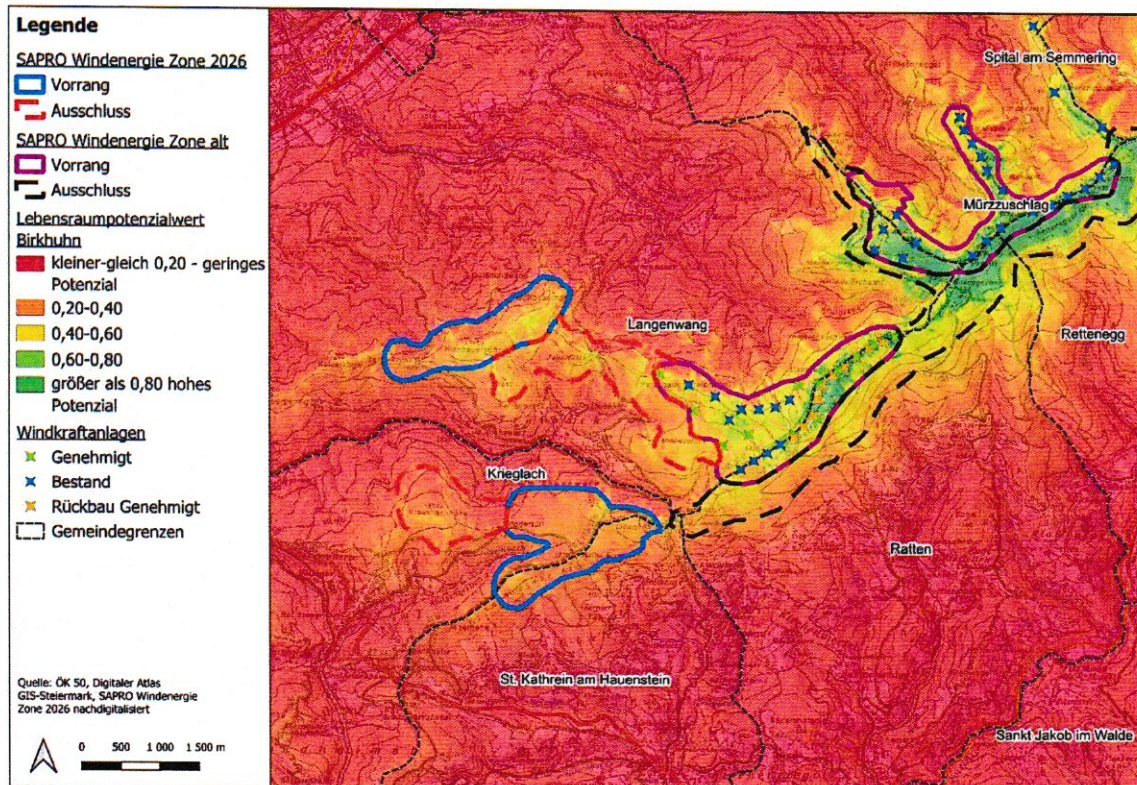 Legende
SAPRO Windenergie Zone 2026
Vorrang
Ausschluss
SAPRO Windenergie Zone alt
Vorrang
Ausschluss
Lebensraumpotenzialwert
Birkhuhn
kleiner-gleich 0,20 - geringes
Potenzial
0,20-0,40
0,40-0,60
0,60-0,80
größer als 0,80 hohes
Potenzial
Windkraftanlagen
Genehmigt
Bestand
Rückbau Genehmigt
Gemeindegrenzen
Quelle: ÖK 50, Digitaler Atlas
GIS-Steiermark, SAPRO Windenergie
Zone 2026 nachdigitalisiert
0 500 1 000 1 500 m
Spital am Semmering
Mürzzuschlag
Langenwang
Rettenegg
Krieglach
Ratten
St. Kathrein am Hauenstein
Sankt Jakob im Walde